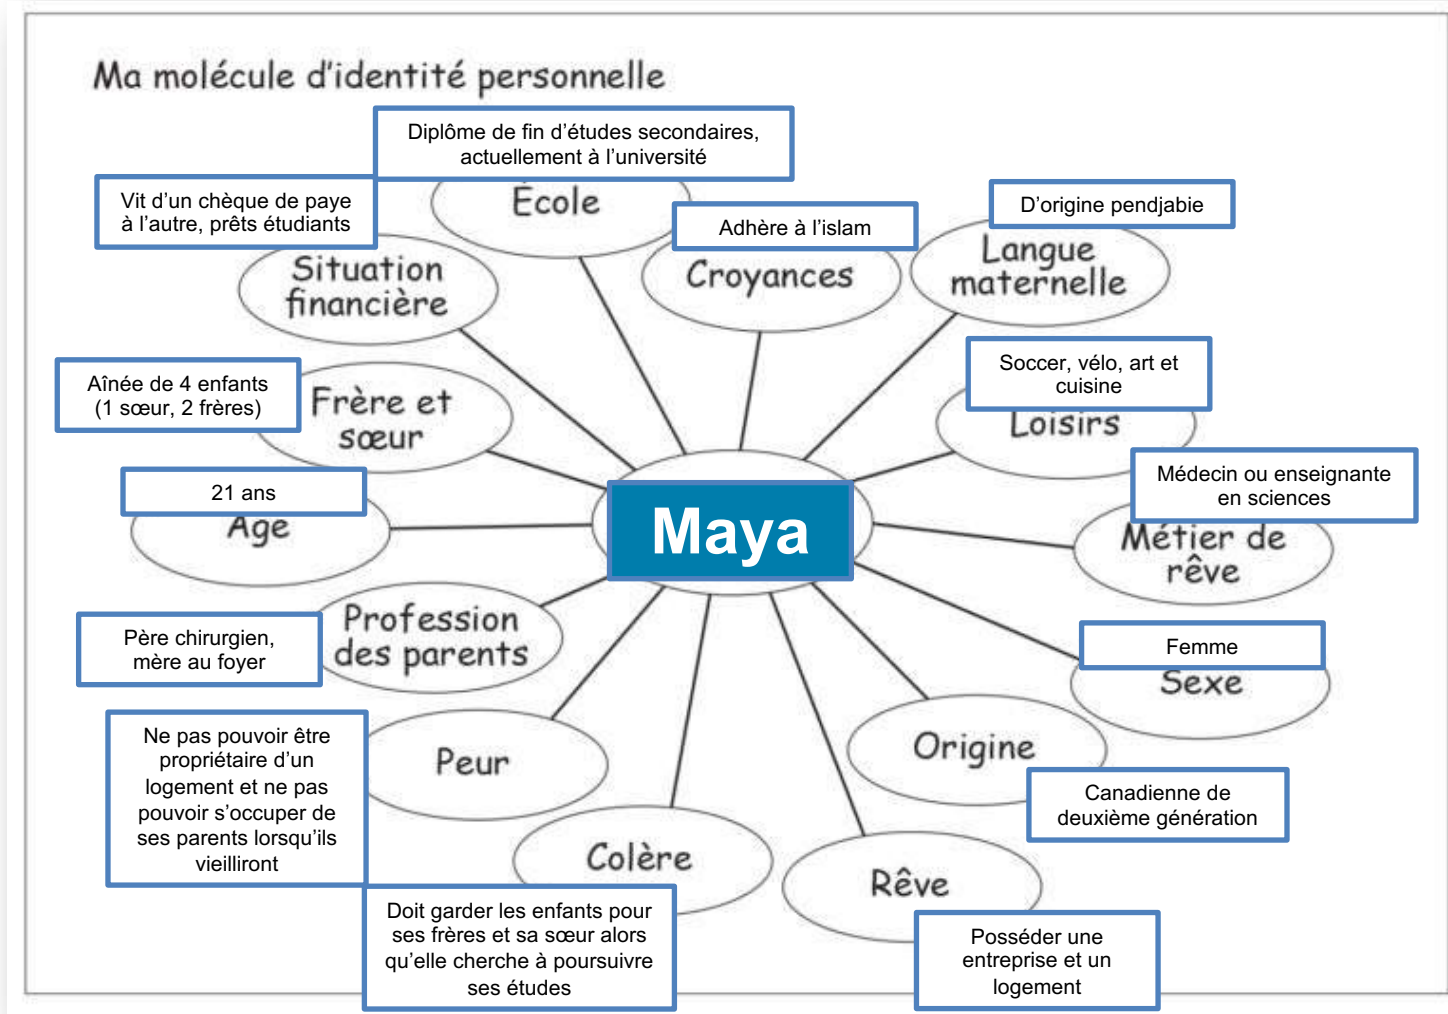 Ma molécule d'identité personnelle
Diplôme de fin d'études secondaires,
actuellement à l'université
École
Vit d'un chèque de paye
à l'autre, prêts étudiants
Situation
financière
Adhère à l'islam
Croyances
D'origine pendjabie
Langue
maternelle
Aînée de 4 enfants
(1 sœur, 2 frères)
Frère et
sœur
Soccer, vélo, art et
cuisine
Loisirs
21 ans
Âge
Maya
Médecin ou enseignante
en sciences
Métier de
rêve
Père chirurgien,
mère au foyer
Profession
des parents
Femme
Sexe
Ne pas pouvoir être
propriétaire d'un
logement et ne pas
pouvoir s'occuper de
ses parents lorsqu'ils
vieilliront
Peur
Origine
Canadienne de
deuxième génération
Colère
Doit garder les enfants pour
ses frères et sa sœur alors
qu'elle cherche à poursuivre
ses études
Rêve
Posséder une
entreprise et un
logement